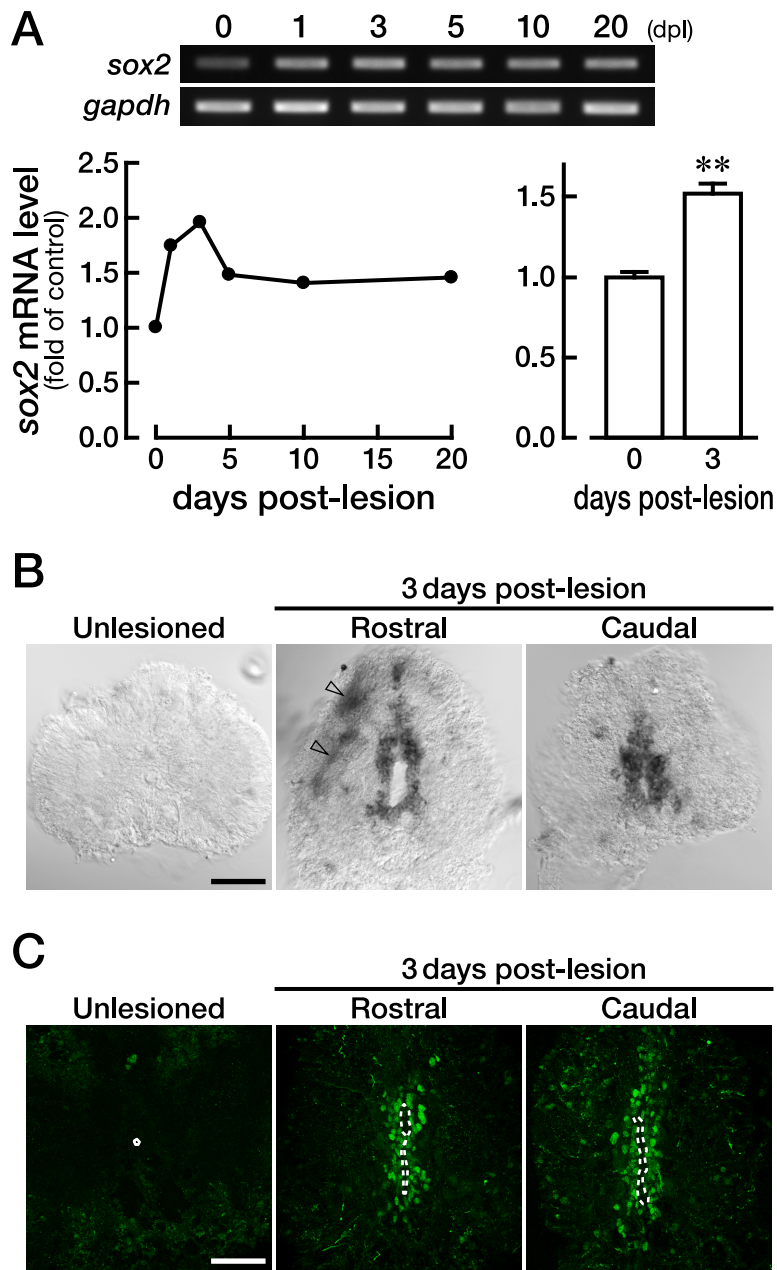 A
0 1 3 5 10 20 (dpl)
sox2
gapdh
sox2 mRNA level
(fold of control)
2.5
2.0
1.5
1.0
0.5
0.0
0 5 10 15 20
days post-lesion
**
1.5
1.0
0.5
0.0
0 3
days post-lesion
B
3 days post-lesion
Unlesioned Rostral Caudal
C
3 days post-lesion
Unlesioned Rostral Caudal